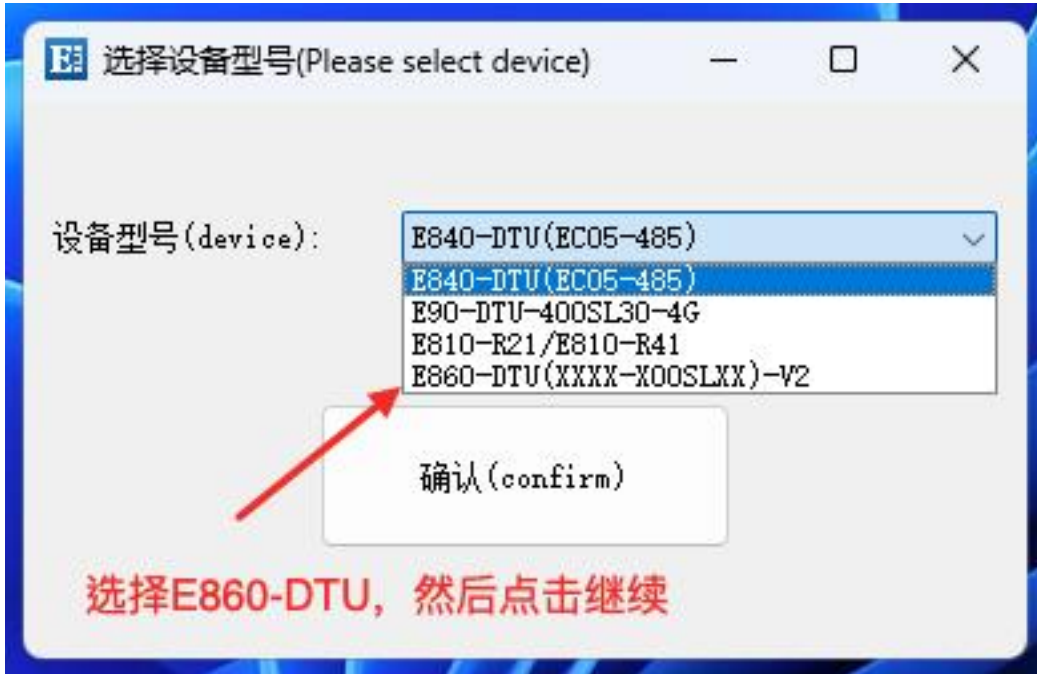 选择设备型号(Please select device)
设备型号(device):
E840-DTU(EC05-485)
E840-DTU(EC05-485)
E90-DTU-400SL30-4G
E810-R21/E810-R41
E860-DTU(XXXX-X00SLXX)-V2
确认(confirm)
选择E860-DTU，然后点击继续